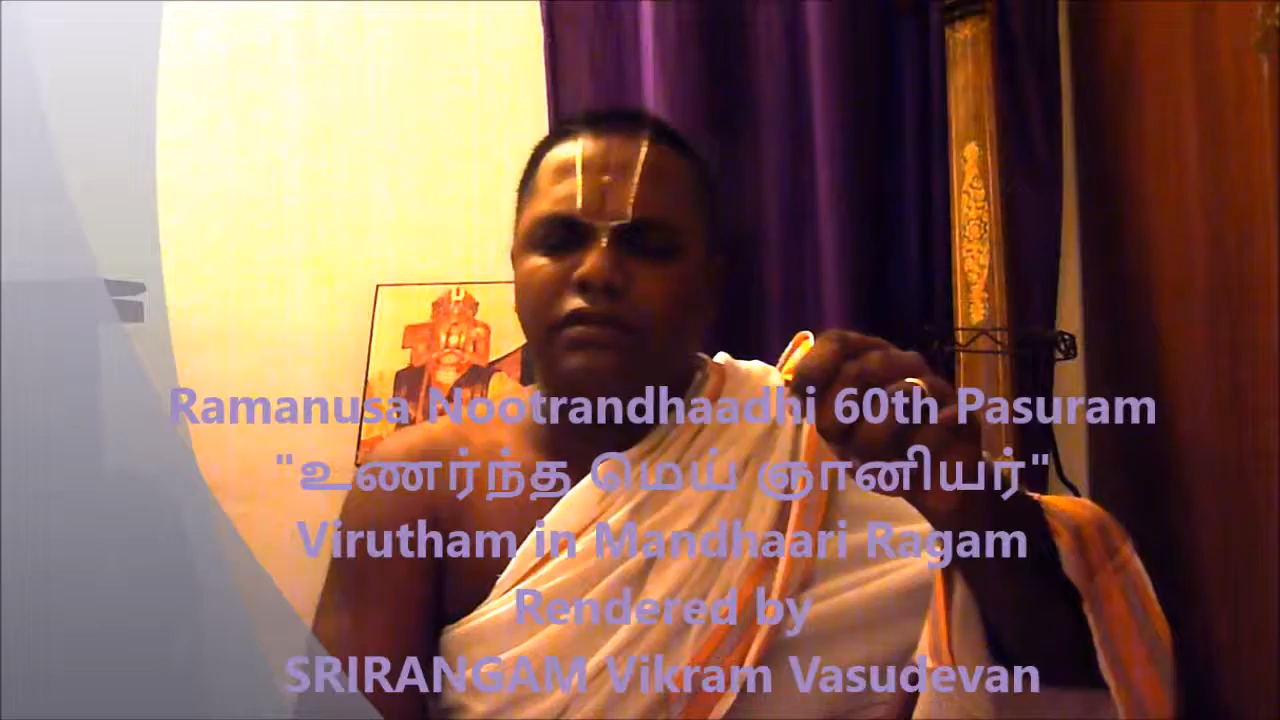 Ramanusa Nootrandhaadhi 60th Pasuram
"உணர்ந்த மெய் ஞானியர்"
Virutham in Mandhaari Ragam
Rendered by
SRIRANGAM Vikram Vasudevan